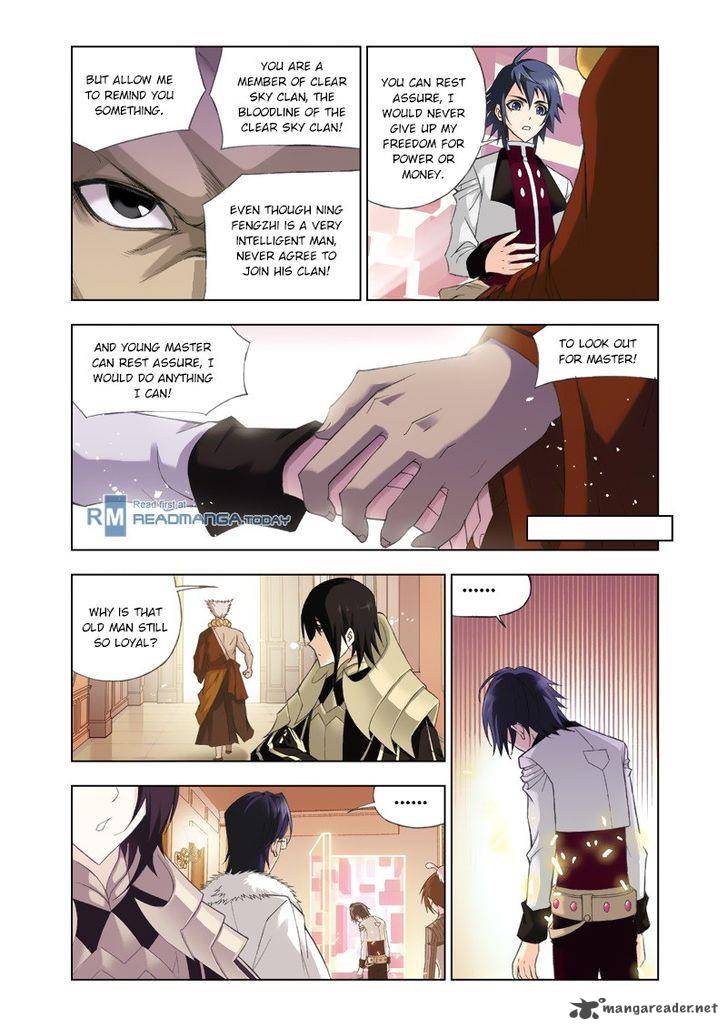 BUT ALLOW ME
TO REMIND YOU
SOMETHING.
YOU ARE A
MEMBER OF CLEAR
SKY CLAN, THE
BLOODLINE OF THE
CLEAR SKY CLAN!
EVEN THOUGH NING
FENGZHI IS A VERY
INTELLIGENT MAN,
NEVER AGREE TO
JOIN HIS CLAN!
YOU CAN REST
ASSURE, I
WOULD NEVER
GIVE UP MY
FREEDOM FOR
POWER OR
MONEY.
AND YOUNG MASTER
CAN REST ASSURE, I
WOULD DO ANYTHING
I CAN!
TO LOOK OUT
FOR MASTER!
RM
Read first at
READMANGA.TODAY
WHY IS THAT
OLD MAN STILL
SO LOYAL?
......
......
mangareader.net